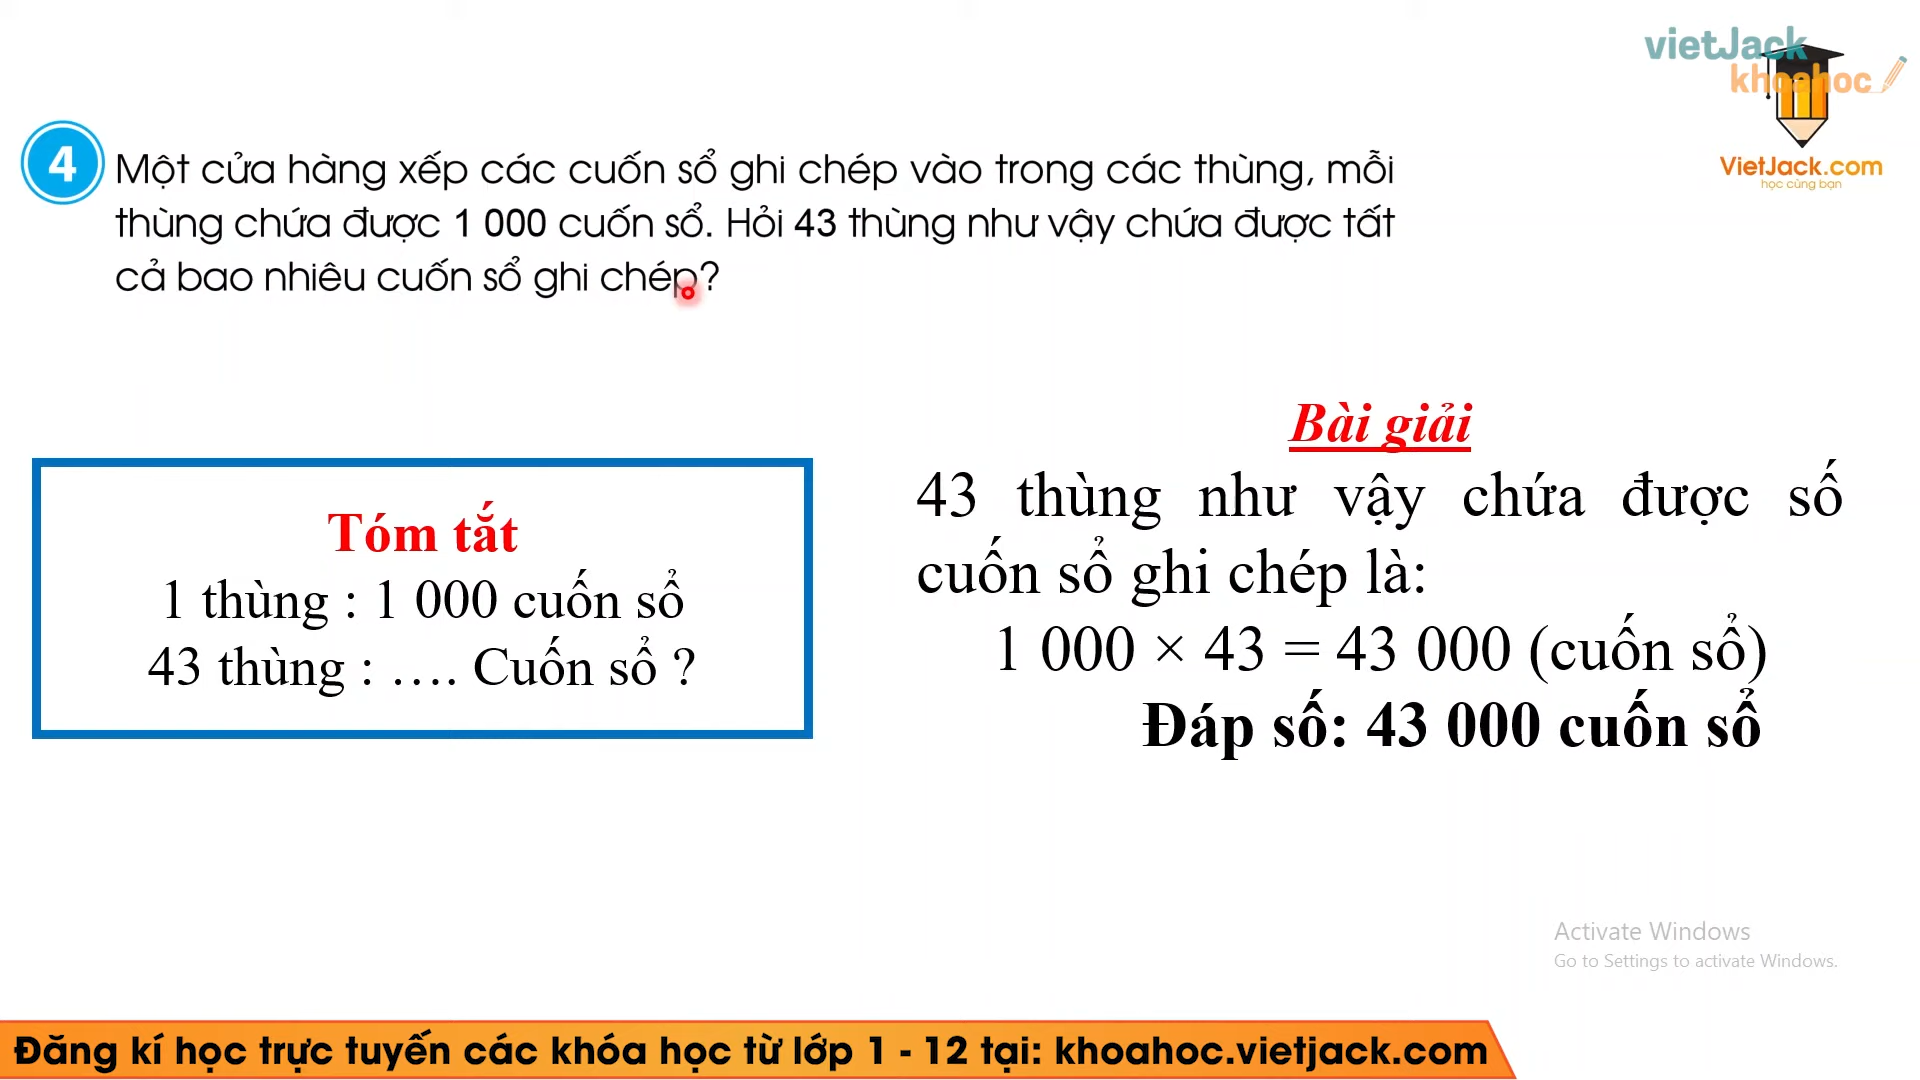 vietJack
khoahoc
VietJack.com
học cùng bạn
4
Một cửa hàng xếp các cuốn sổ ghi chép vào trong các thùng, mỗi
thùng chứa được 1 000 cuốn sổ. Hỏi 43 thùng như vậy chứa được tất
cả bao nhiêu cuốn sổ ghi chép?
Tóm tắt
1 thùng : 1 000 cuốn sổ
43 thùng : …. Cuốn sổ ?
Bài giải
43 thùng như vậy chứa được số
cuốn sổ ghi chép là:
1 000 × 43 = 43 000 (cuốn sổ)
Đáp số: 43 000 cuốn sổ
Activate Windows
Go to Settings to activate Windows.
Đăng kí học trực tuyến các khóa học từ lớp 1 - 12 tại: khoahoc.vietjack.com